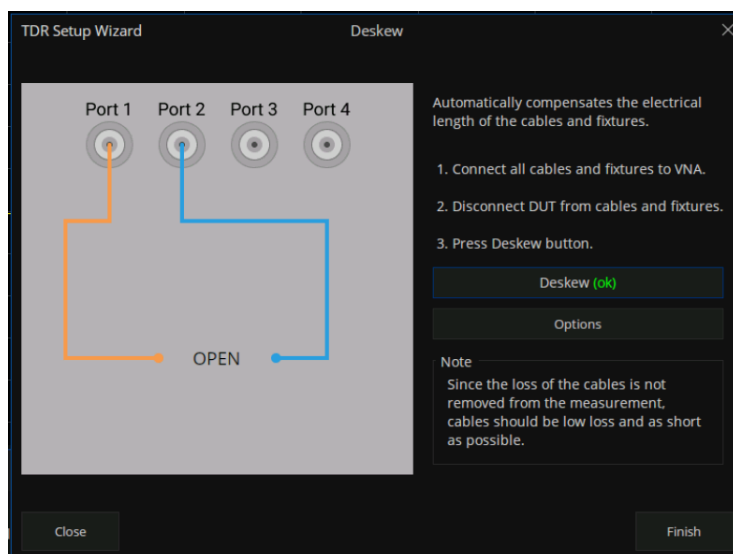 TDR Setup Wizard
Deskew
Port 1 Port 2 Port 3 Port 4
OPEN
Automatically compensates the electrical
length of the cables and fixtures.
1. Connect all cables and fixtures to VNA.
2. Disconnect DUT from cables and fixtures.
3. Press Deskew button.
Deskew (ok)
Options
Note
Since the loss of the cables is not
removed from the measurement,
cables should be low loss and as short
as possible.
Close
Finish